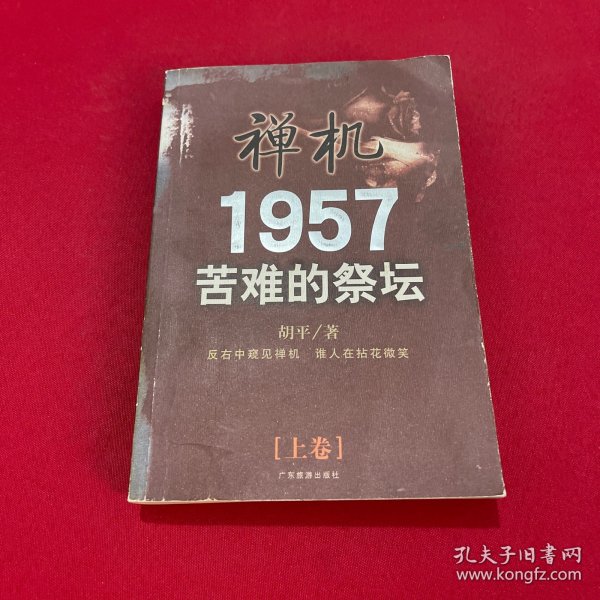 禅机
1957
苦难的祭坛
胡平/著
反右中窥见禅机 谁人在拈花微笑
[上卷]
广东旅游出版社
孔夫子旧书网
www.kongfz.com